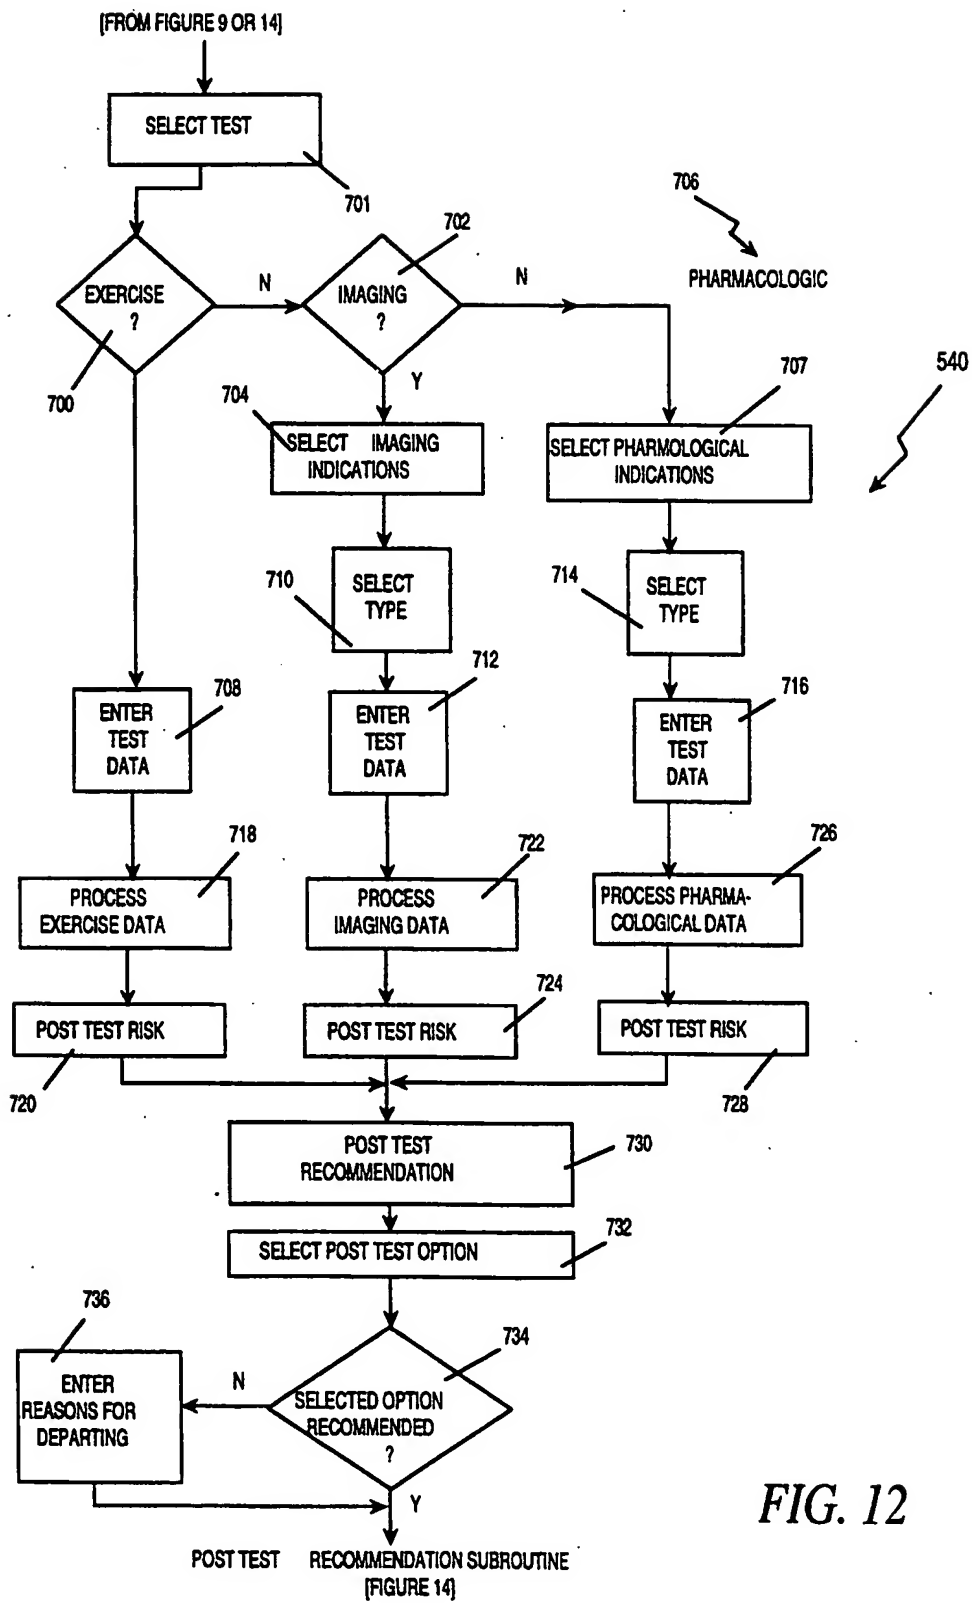 [FROM FIGURE 9 OR 14]
SELECT TEST
701
706
702
PHARMACOLOGIC
EXERCISE
?
N
IMAGING
?
N
700
Y
704
707
540
SELECT IMAGING
INDICATIONS
SELECT PHARMOLOGICAL
INDICATIONS
710
SELECT
TYPE
714
SELECT
TYPE
708
712
716
ENTER
TEST
DATA
ENTER
TEST
DATA
ENTER
TEST
DATA
718
722
726
PROCESS
EXERCISE DATA
PROCESS
IMAGING DATA
PROCESS PHARMA-
COLOGICAL DATA
724
POST TEST RISK
POST TEST RISK
POST TEST RISK
720
728
POST TEST
RECOMMENDATION
730
732
SELECT POST TEST OPTION
736
734
ENTER
REASONS FOR
DEPARTING
N
SELECTED OPTION
RECOMMENDED
?
Y
FIG. 12
POST TEST RECOMMENDATION SUBROUTINE
[FIGURE 14]